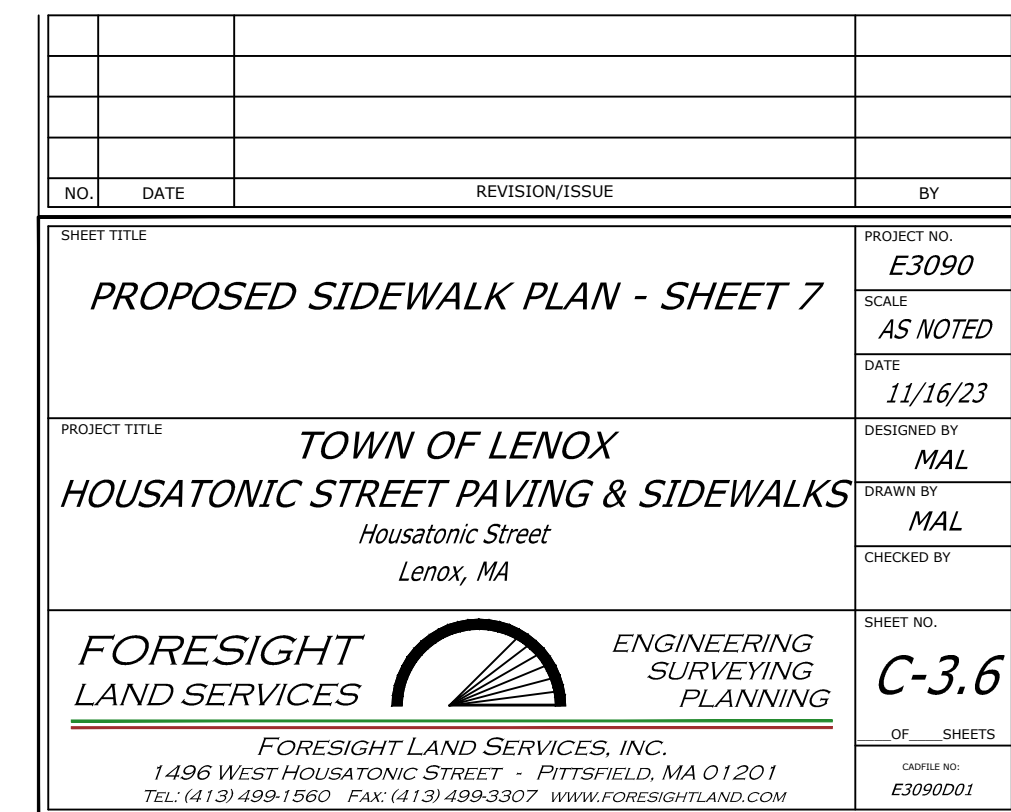 NO. DATE REVISION/ISSUE BY
SHEET TITLE
PROPOSED SIDEWALK PLAN - SHEET 7
PROJECT NO.
E3090
SCALE
AS NOTED
DATE
11/16/23
PROJECT TITLE
TOWN OF LENOX
HOUSATONIC STREET PAVING & SIDEWALKS
Housatonic Street
Lenox, MA
DESIGNED BY
MAL
DRAWN BY
MAL
CHECKED BY
FORESIGHT
LAND SERVICES
ENGINEERING
SURVEYING
PLANNING
FORESIGHT LAND SERVICES, INC.
1496 WEST HOUSATONIC STREET - PITTSFIELD, MA 01201
TEL: (413) 499-1560 FAX: (413) 499-3307 WWW.FORESIGHTLAND.COM
SHEET NO.
C-3.6
____OF____SHEETS
CADFILE NO:
E3090D01